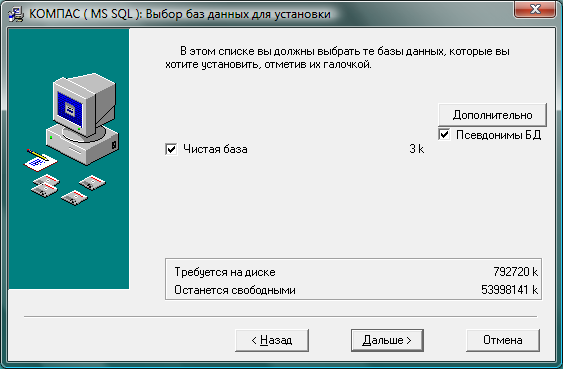 КОМПАС ( MS SQL ): Выбор баз данных для установки
В этом списке вы должны выбрать те базы данных, которые вы
хотите установить, отметив их галочкой.
Дополнительно
Псевдонимы БД
Чистая база 3 k
Требуется на диске 792720 k
Останется свободными 53998141 k
< Назад Дальше > Отмена